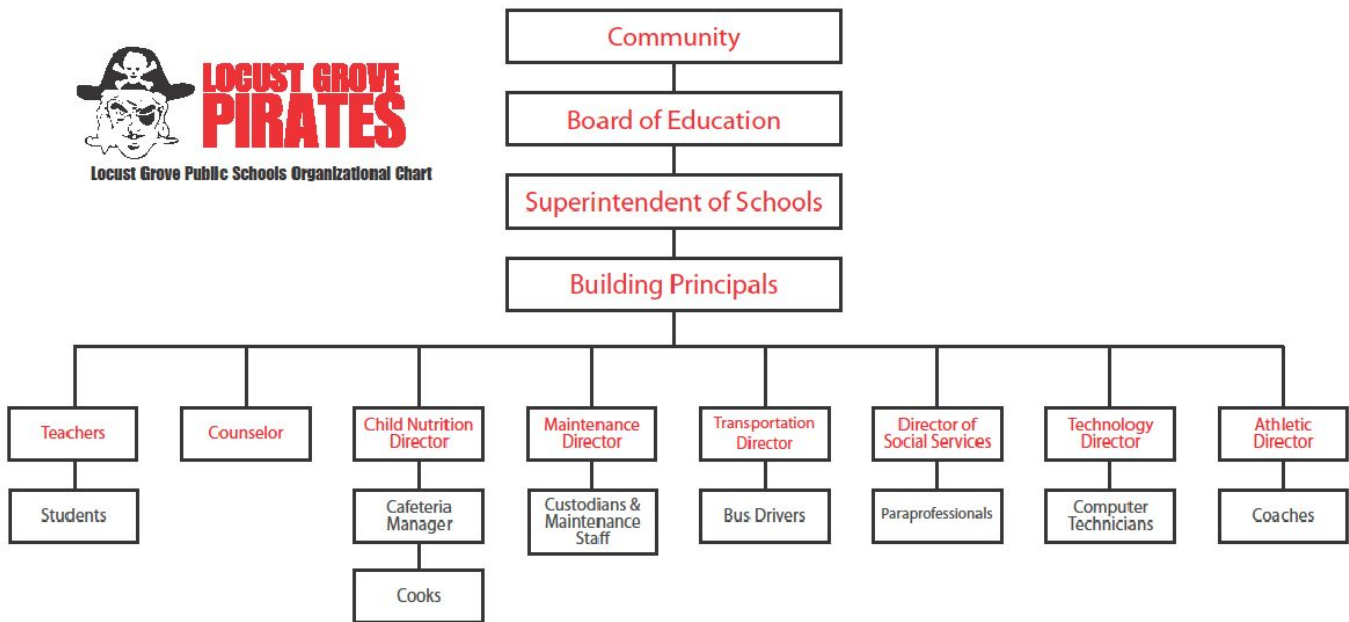 Community
LOCUST GROVE
PIRATES
Locust Grove Public Schools Organizational Chart
Board of Education
Superintendent of Schools
Building Principals
Teachers
Counselor
Child Nutrition
Director
Maintenance
Director
Transportation
Director
Director of
Social Services
Technology
Director
Athletic
Director
Students
Cafeteria
Manager
Custodians &
Maintenance
Staff
Bus Drivers
Paraprofessionals
Computer
Technicians
Coaches
Cooks